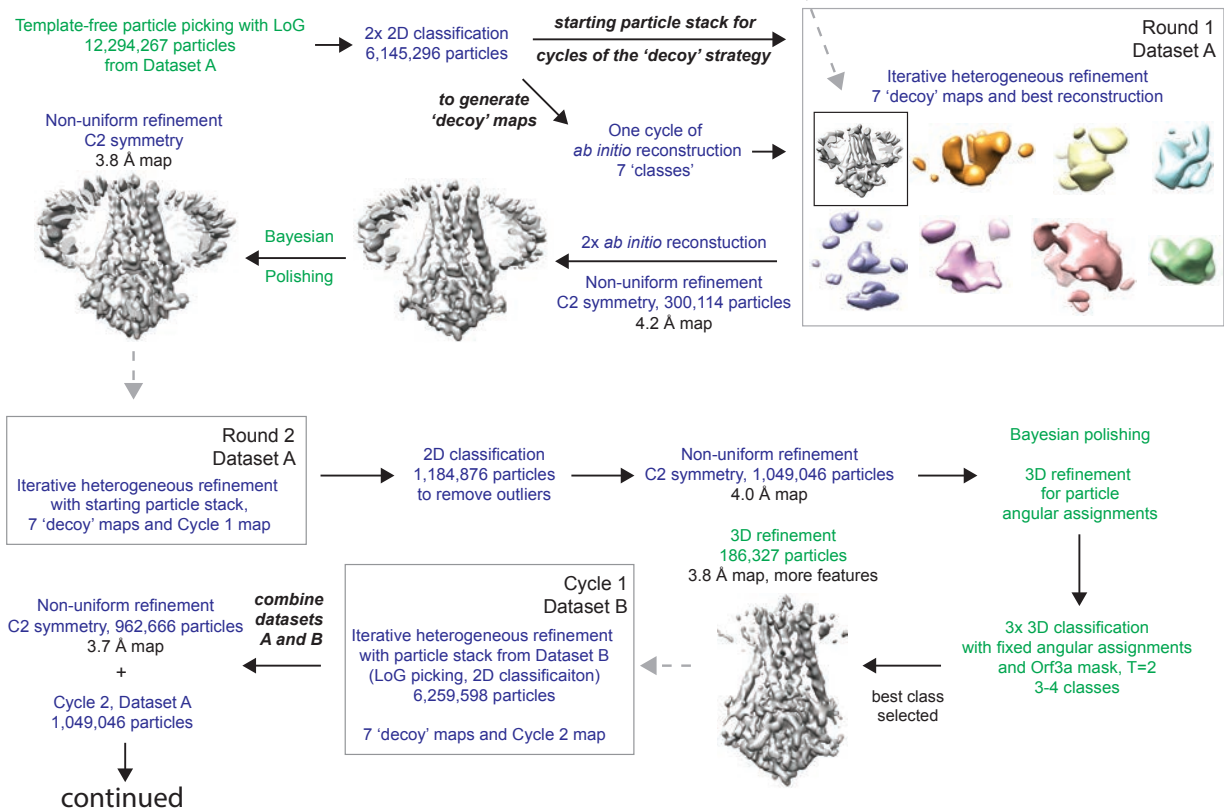 Template-free particle picking with LoG
12,294,267 particles
from Dataset A
2x 2D classification
6,145,296 particles
starting particle stack for
cycles of the ‘decoy’ strategy
to generate
‘decoy’ maps
One cycle of
ab initio reconstruction
7 ‘classes’
Round 1
Dataset A
Iterative heterogeneous refinement
7 ‘decoy’ maps and best reconstruction
2x ab initio reconstuction
Non-uniform refinement
C2 symmetry, 300,114 particles
4.2 Å map
Bayesian
Polishing
Non-uniform refinement
C2 symmetry
3.8 Å map
Round 2
Dataset A
Iterative heterogeneous refinement
with starting particle stack,
7 ‘decoy’ maps and Cycle 1 map
2D classification
1,184,876 particles
to remove outliers
Non-uniform refinement
C2 symmetry, 1,049,046 particles
4.0 Å map
Bayesian polishing
3D refinement
for particle
angular assignments
3x 3D classification
with fixed angular assignments
and Orf3a mask, T=2
3-4 classes
best class
selected
3D refinement
186,327 particles
3.8 Å map, more features
Cycle 1
Dataset B
Iterative heterogeneous refinement
with particle stack from Dataset B
(LoG picking, 2D classificaiton)
6,259,598 particles
7 ‘decoy’ maps and Cycle 2 map
combine
datasets
A and B
Non-uniform refinement
C2 symmetry, 962,666 particles
3.7 Å map
+
Cycle 2, Dataset A
1,049,046 particles
continued